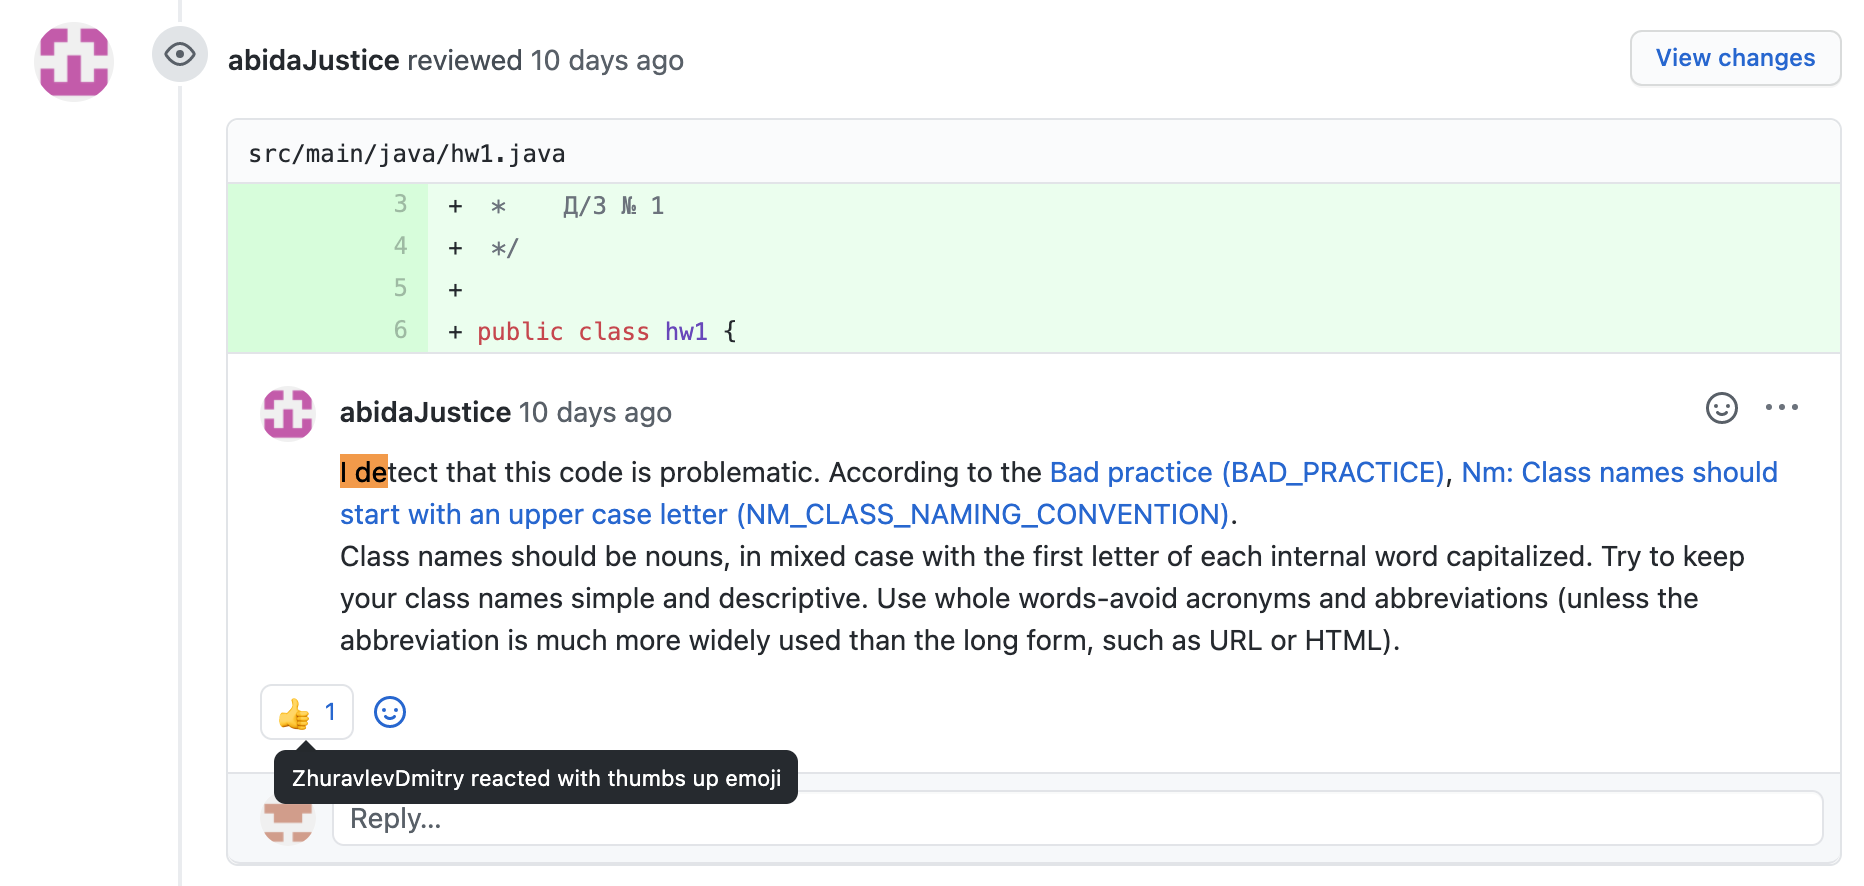 abidaJustice reviewed 10 days ago
View changes
src/main/java/hw1.java
3 + * Д/З № 1
4 + */
5 +
6 + public class hw1 {
abidaJustice 10 days ago
I detect that this code is problematic. According to the Bad practice (BAD_PRACTICE), Nm: Class names should
start with an upper case letter (NM_CLASS_NAMING_CONVENTION).
Class names should be nouns, in mixed case with the first letter of each internal word capitalized. Try to keep
your class names simple and descriptive. Use whole words-avoid acronyms and abbreviations (unless the
abbreviation is much more widely used than the long form, such as URL or HTML).
👍 1
ZhuravlevDmitry reacted with thumbs up emoji
Reply...